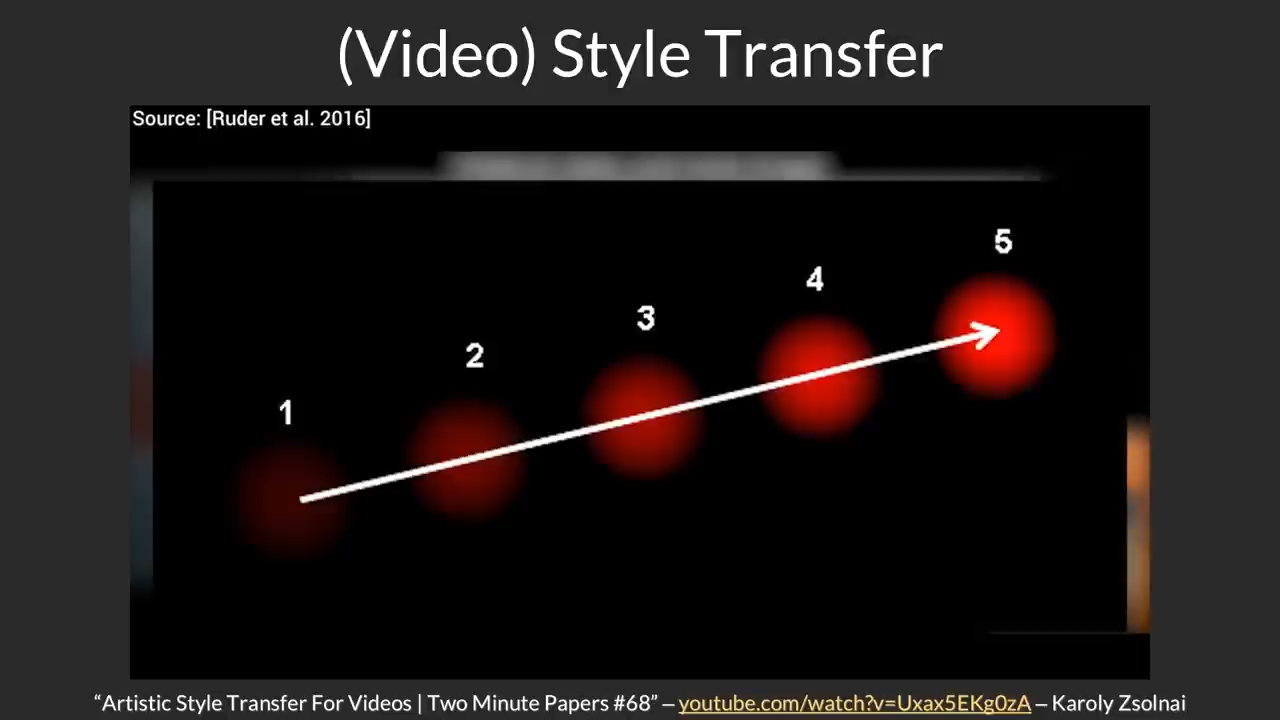 (Video) Style Transfer
Source: [Ruder et al. 2016]
5
4
3
2
1
“Artistic Style Transfer For Videos | Two Minute Papers #68” – youtube.com/watch?v=Uxax5EKg0zA – Karoly Zsolnai